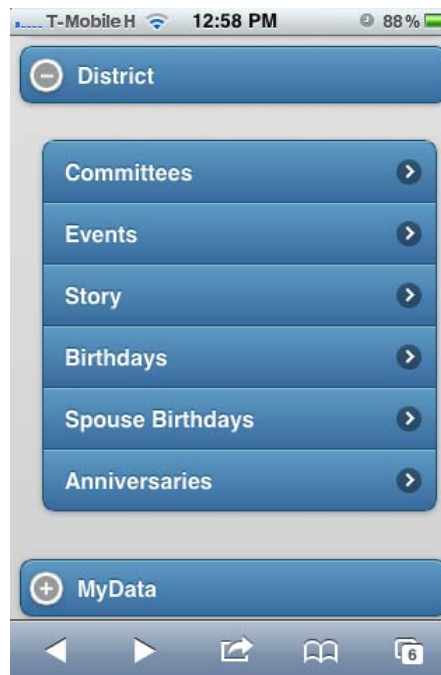 T-Mobile H 12:58 PM 88%
District
Committees
Events
Story
Birthdays
Spouse Birthdays
Anniversaries
MyData
6